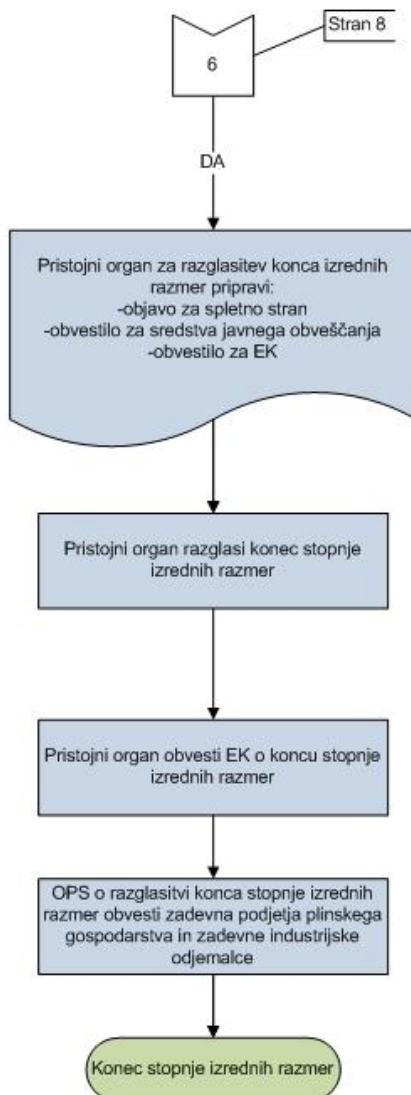 Stran 8
6
DA
Pristojni organ za razglasitev konca izrednih
razmer pripravi:
-objavo za spletno stran
-obvestilo za sredstva javnega obveščanja
-obvestilo za EK
Pristojni organ razglasi konec stopnje
izrednih razmer
Pristojni organ obvesti EK o koncu stopnje
izrednih razmer
OPS o razglasitvi konca stopnje izrednih
razmer obvesti zadevna podjetja plinskega
gospodarstva in zadevne industrijske
odjemalce
Konec stopnje izrednih razmer